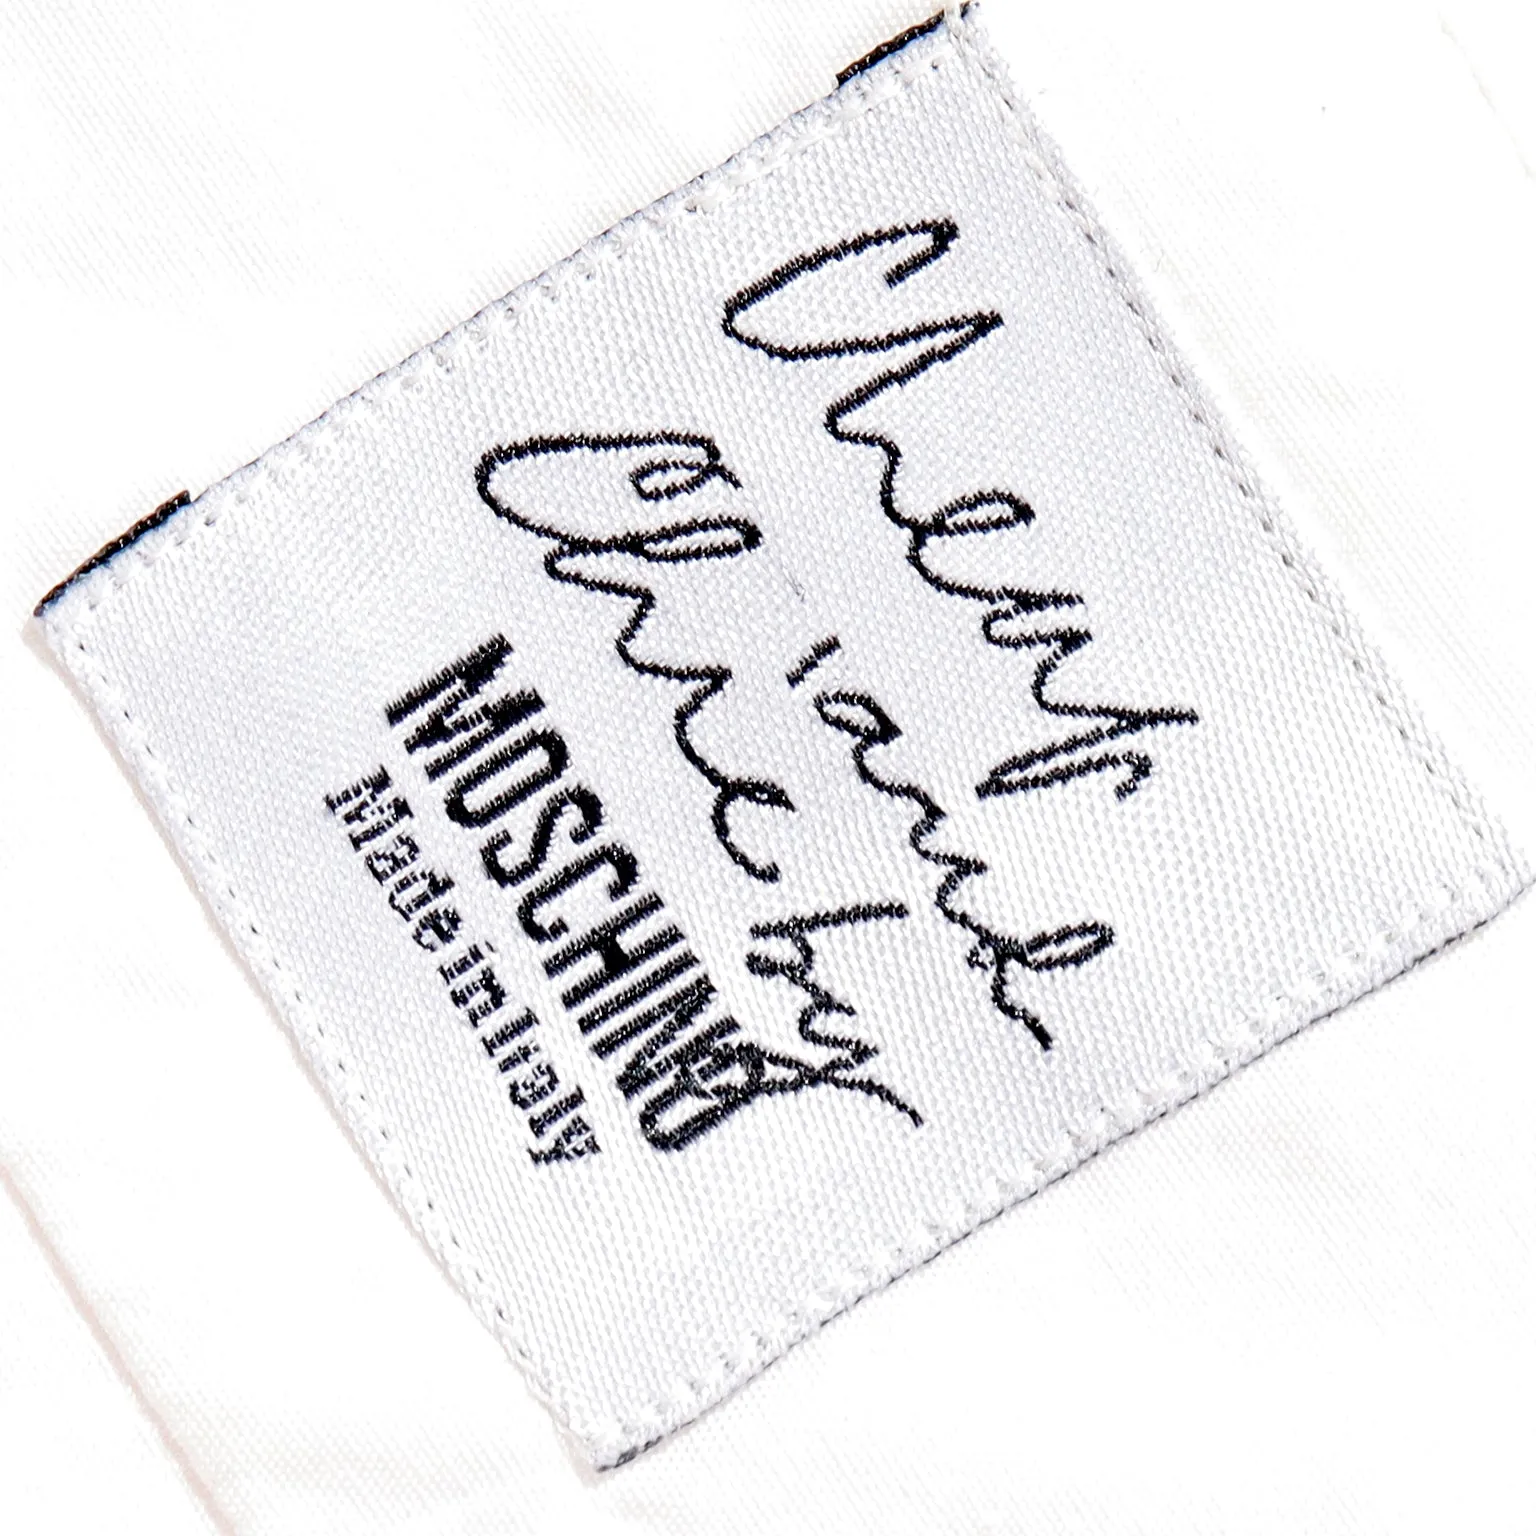 Cheap
and
Chic by
MOSCHINO
Made in Italy